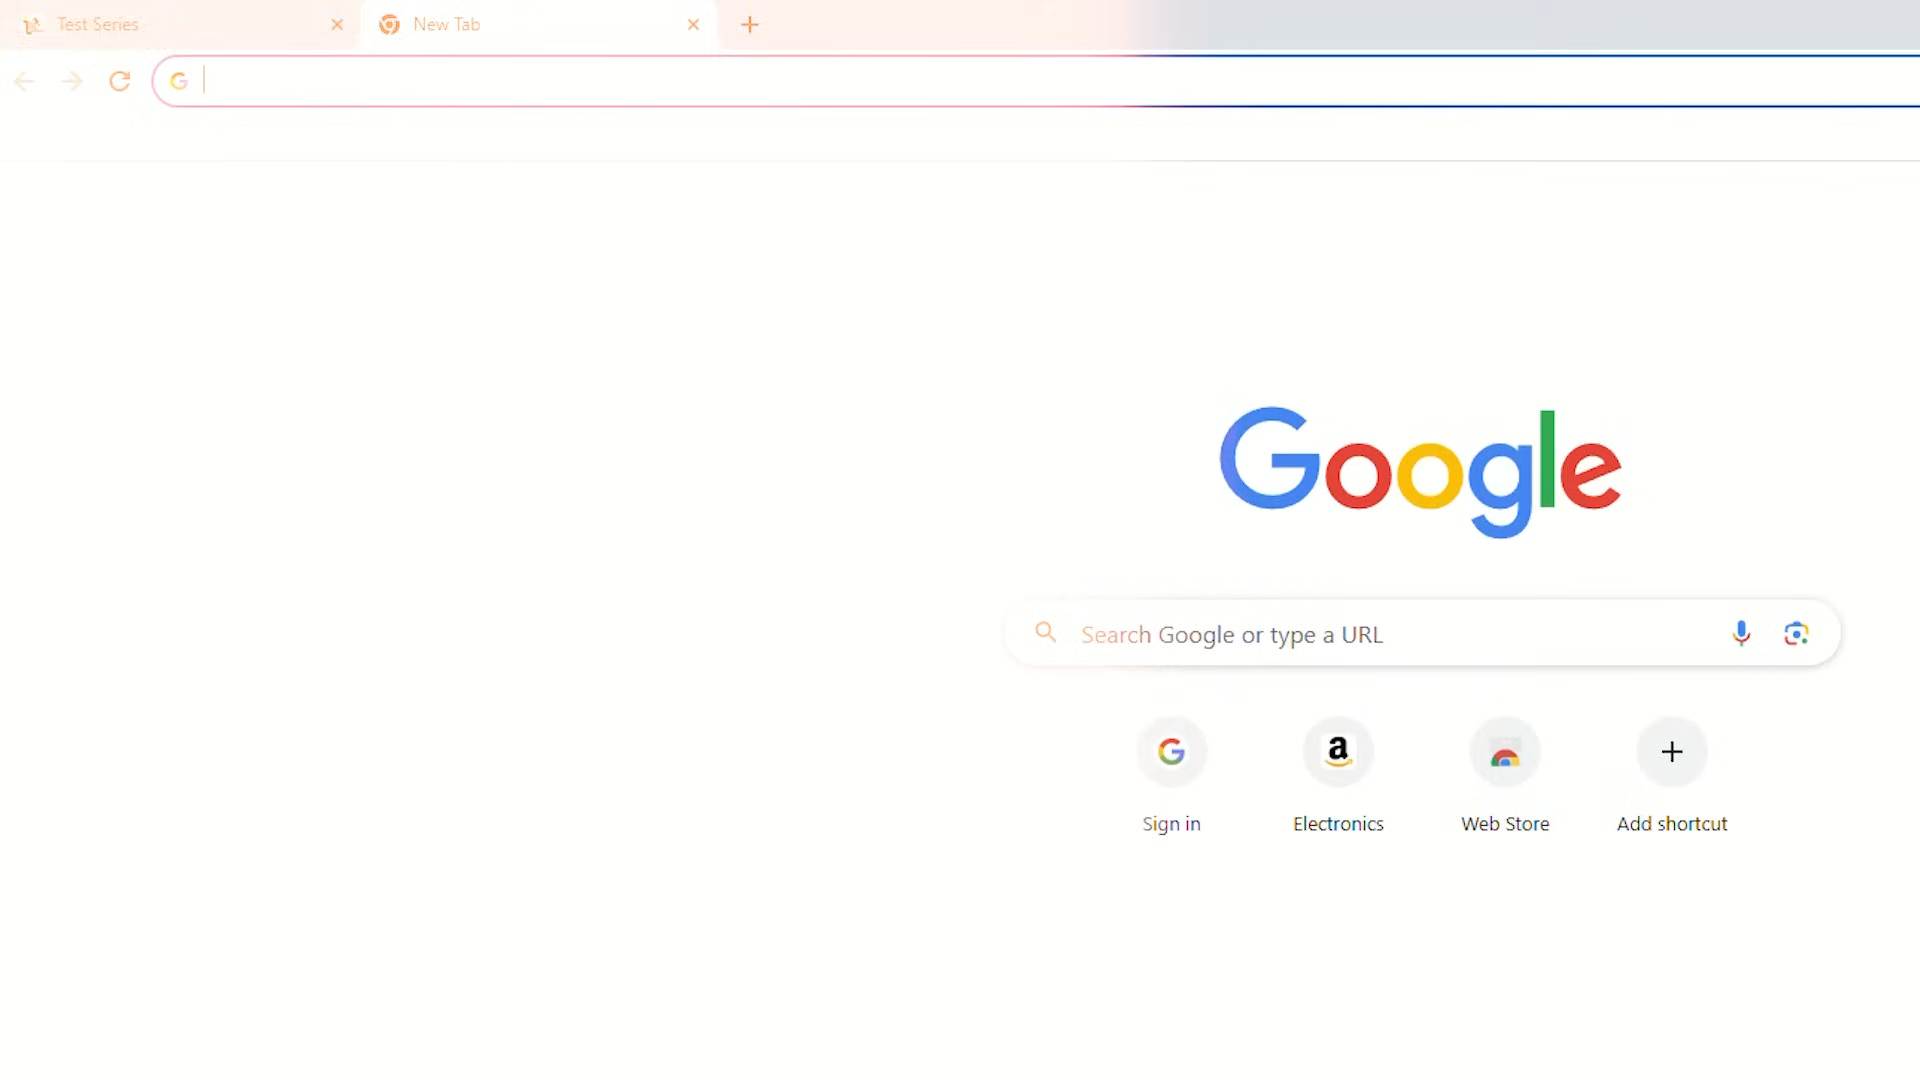 Test Series
New Tab
Google
Search Google or type a URL
Sign in
Electronics
Web Store
Add shortcut